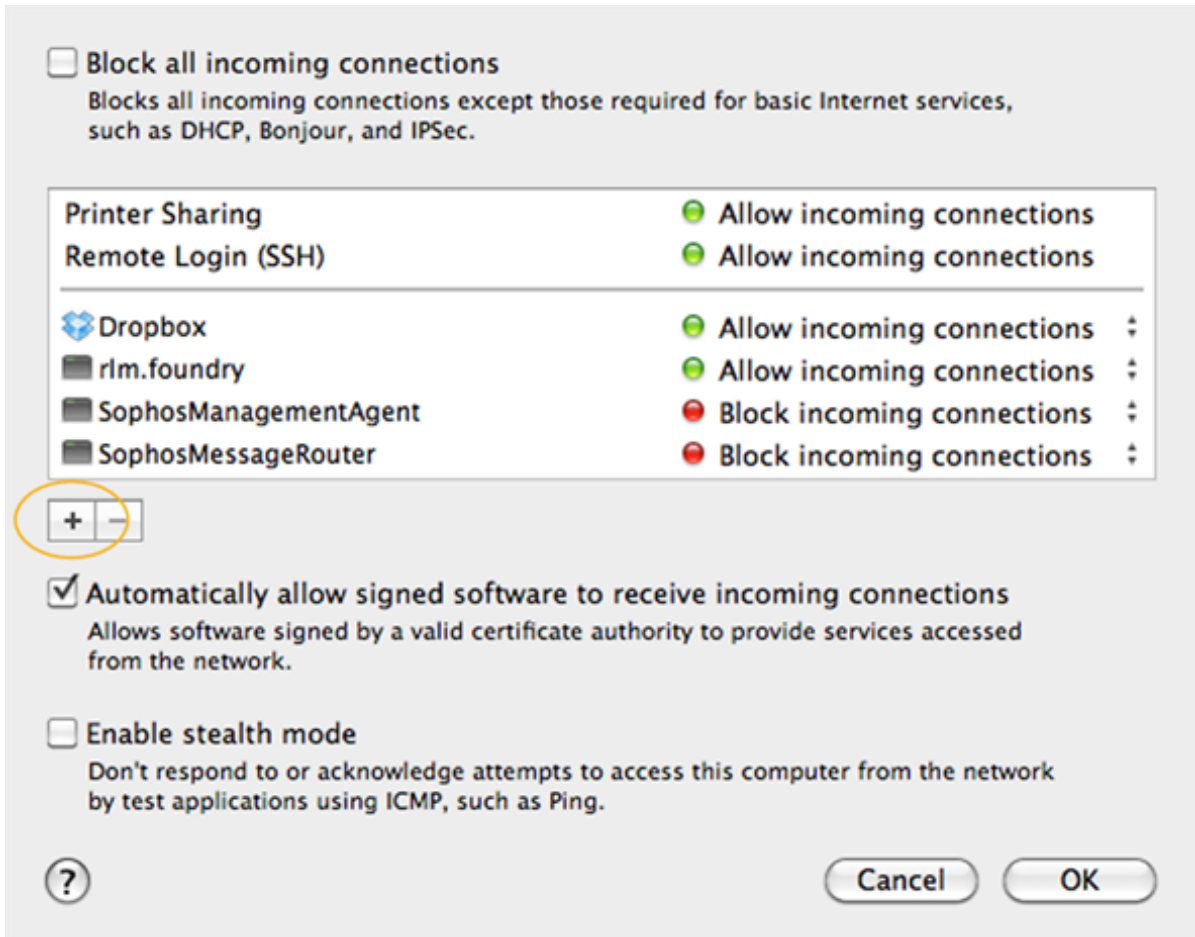 Block all incoming connections
Blocks all incoming connections except those required for basic Internet services,
such as DHCP, Bonjour, and IPSec.
Printer Sharing Allow incoming connections
Remote Login (SSH) Allow incoming connections
Dropbox Allow incoming connections
rlm.foundry Allow incoming connections
SophosManagementAgent Block incoming connections
SophosMessageRouter Block incoming connections
+ −
Automatically allow signed software to receive incoming connections
Allows software signed by a valid certificate authority to provide services accessed
from the network.
Enable stealth mode
Don't respond to or acknowledge attempts to access this computer from the network
by test applications using ICMP, such as Ping.
? Cancel OK